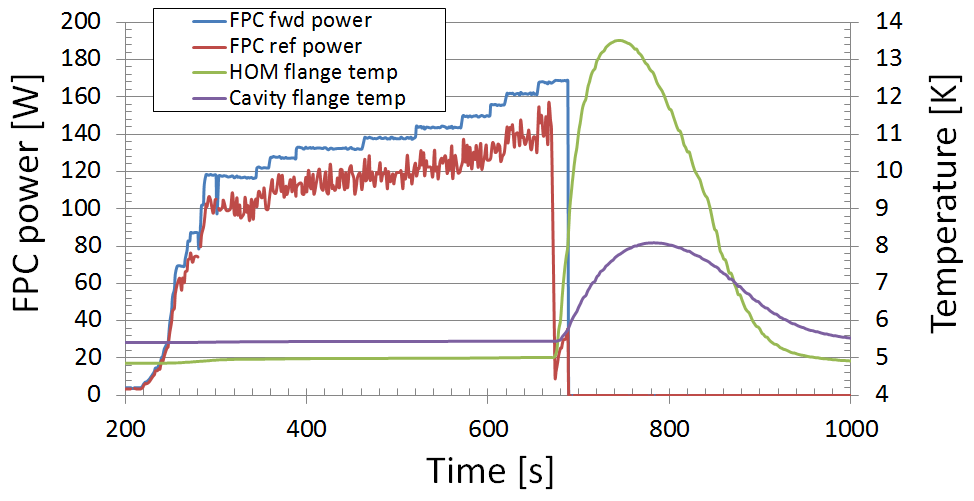 FPC fwd power
FPC ref power
HOM flange temp
Cavity flange temp
FPC power [W]
200
180
160
140
120
100
80
60
40
20
0
Temperature [K]
14
13
12
11
10
9
8
7
6
5
4
200 400 600 800 1000
Time [s]